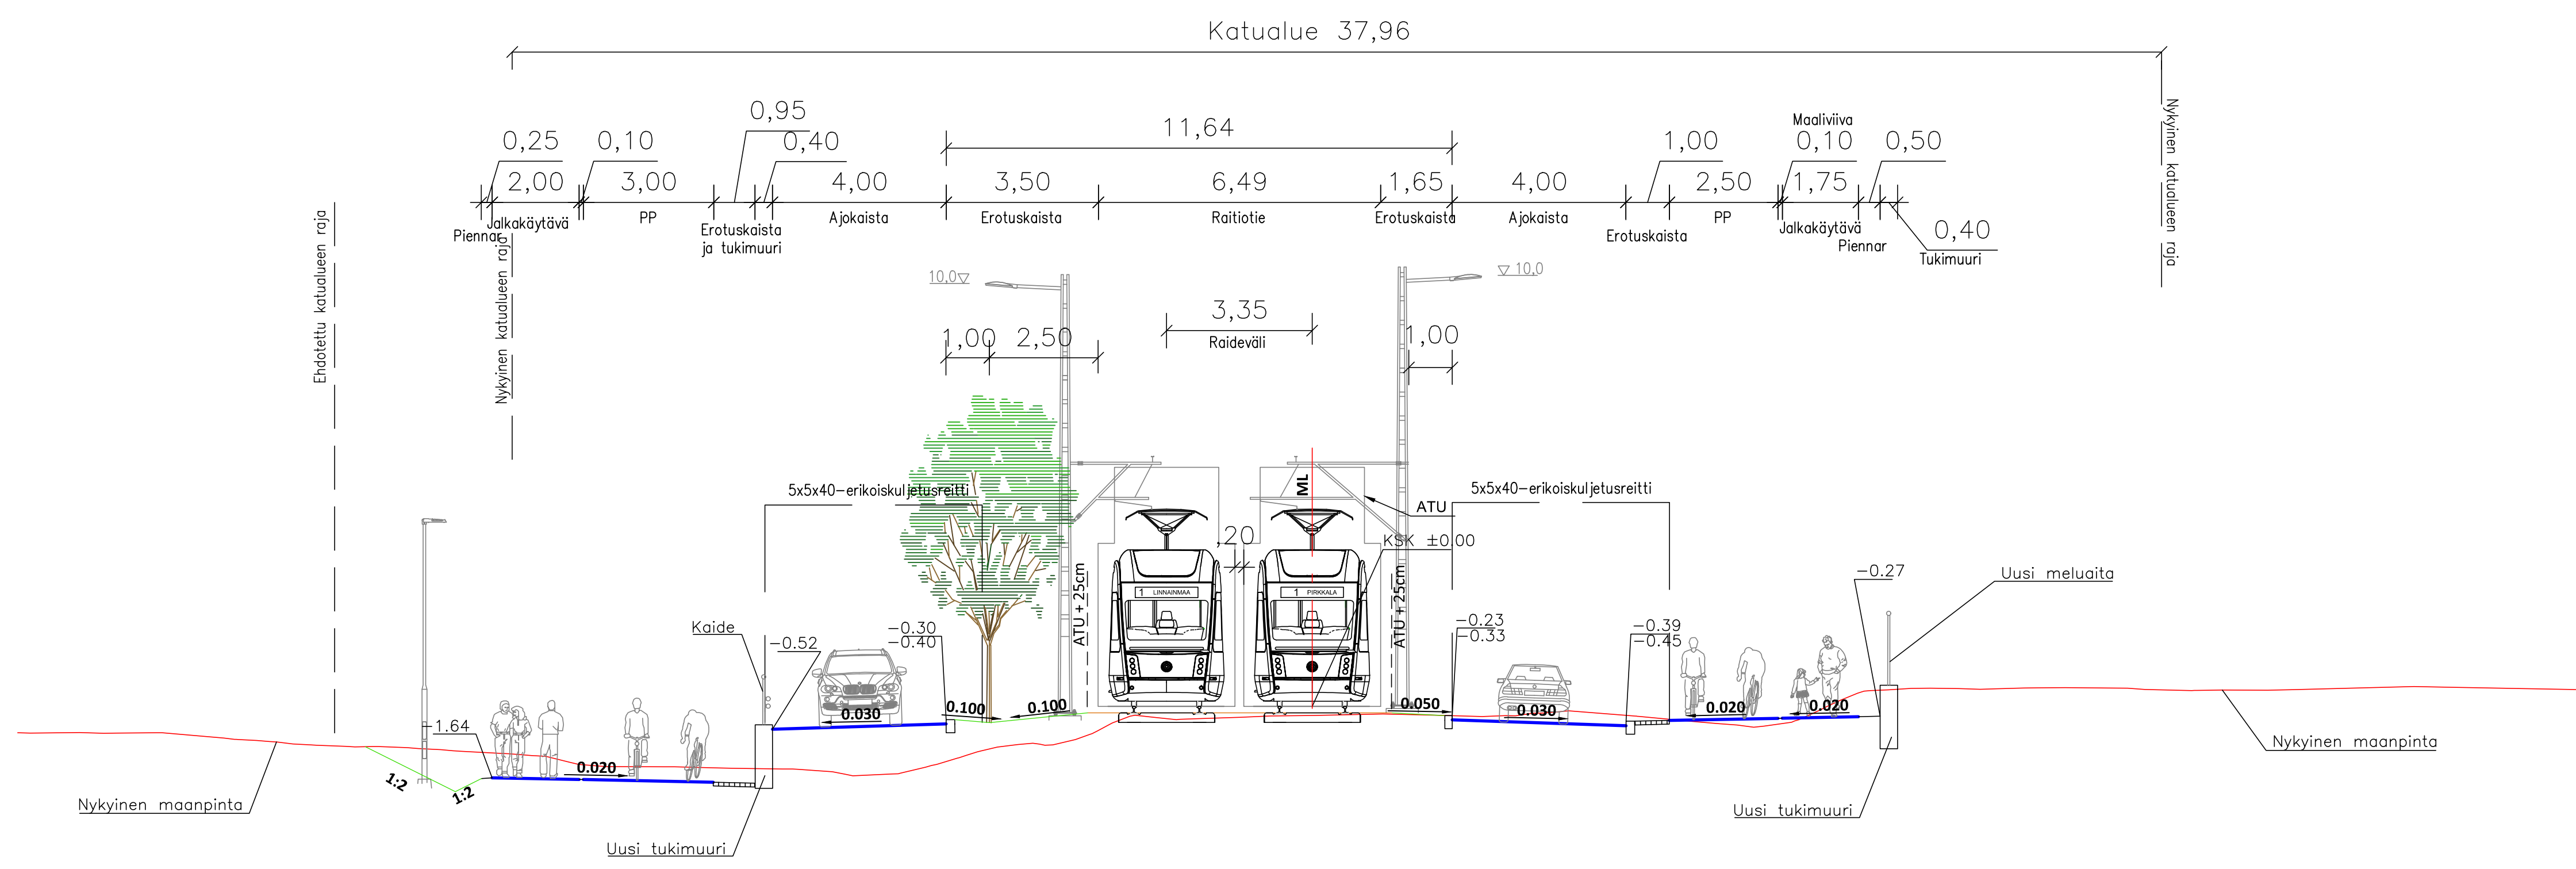 Katualue 37,96
Nykyinen katualueen raja
0,25
0,10
0,95
0,40
11,64
1,00
Maaliviiva
0,10
0,50
2,00
3,00
4,00
3,50
6,49
1,65
4,00
2,50
1,75
0,40
Piennar
Jalkakäytävä
PP
Erotuskaista
ja tukimuuri
Ajokaista
Erotuskaista
Raitiotie
Erotuskaista
Ajokaista
Erotuskaista
PP
Jalkakäytävä
Piennar
Tukimuuri
Ehdotettu katualueen raja
Nykyinen katualueen raja
10,0
10,0
3,35
Raideväli
1,00
2,50
1,00
5x5x40-erikoiskuljetusreitti
ML
5x5x40-erikoiskuljetusreitti
ATU
,20
KSK ±0,00
ATU + 25cm
ATU + 25cm
1 LINNAINMAA
1 PIRKKALA
-0.27
Uusi meluaita
Kaide
-0.52
-0.30
-0.40
-0.23
-0.33
-0.39
-0.45
0.030
0.100
0.100
0.050
0.030
0.020
0.020
-1.64
0.020
1:2
1:2
Nykyinen maanpinta
Uusi tukimuuri
Uusi tukimuuri
Nykyinen maanpinta